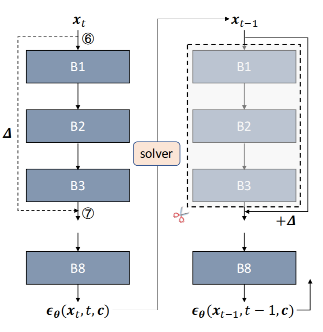 x_t
⑥
B1
B2
Δ
B3
⑦
B8
ϵ_θ(x_t, t, c)
solver
x_{t−1}
B1
B2
B3
+Δ
B8
ϵ_θ(x_{t−1}, t − 1, c)